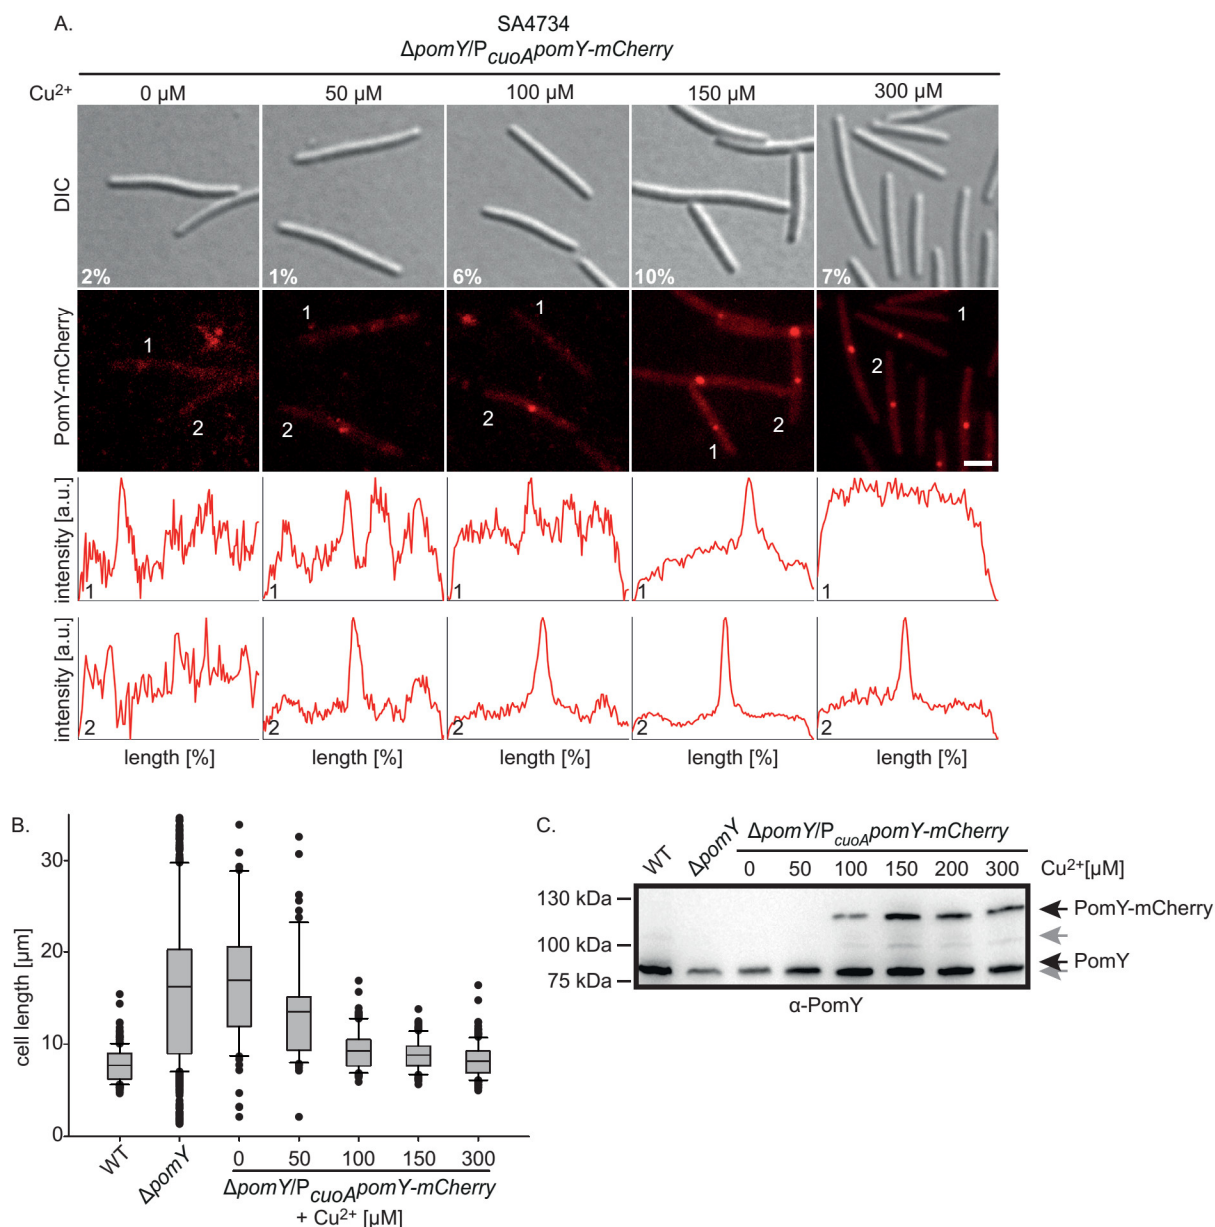 A.
SA4734
ΔpomY/PcuoApomY-mCherry
Cu2+ 0 µM 50 µM 100 µM 150 µM 300 µM
DIC
2% 1% 6% 10% 7%
PomY-mCherry
1 1 1 1 1
2 2 2 2 2
intensity [a.u.]
1 1 1 1 1
intensity [a.u.]
2 2 2 2 2
length [%] length [%] length [%] length [%] length [%]
B.
cell length [µm]
30
20
10
0
WT ΔpomY 0 50 100 150 300
ΔpomY/PcuoApomY-mCherry
+ Cu2+ [µM]
C.
ΔpomY/PcuoApomY-mCherry
WT ΔpomY 0 50 100 150 200 300 Cu2+[µM]
130 kDa PomY-mCherry
100 kDa
PomY
75 kDa
α-PomY